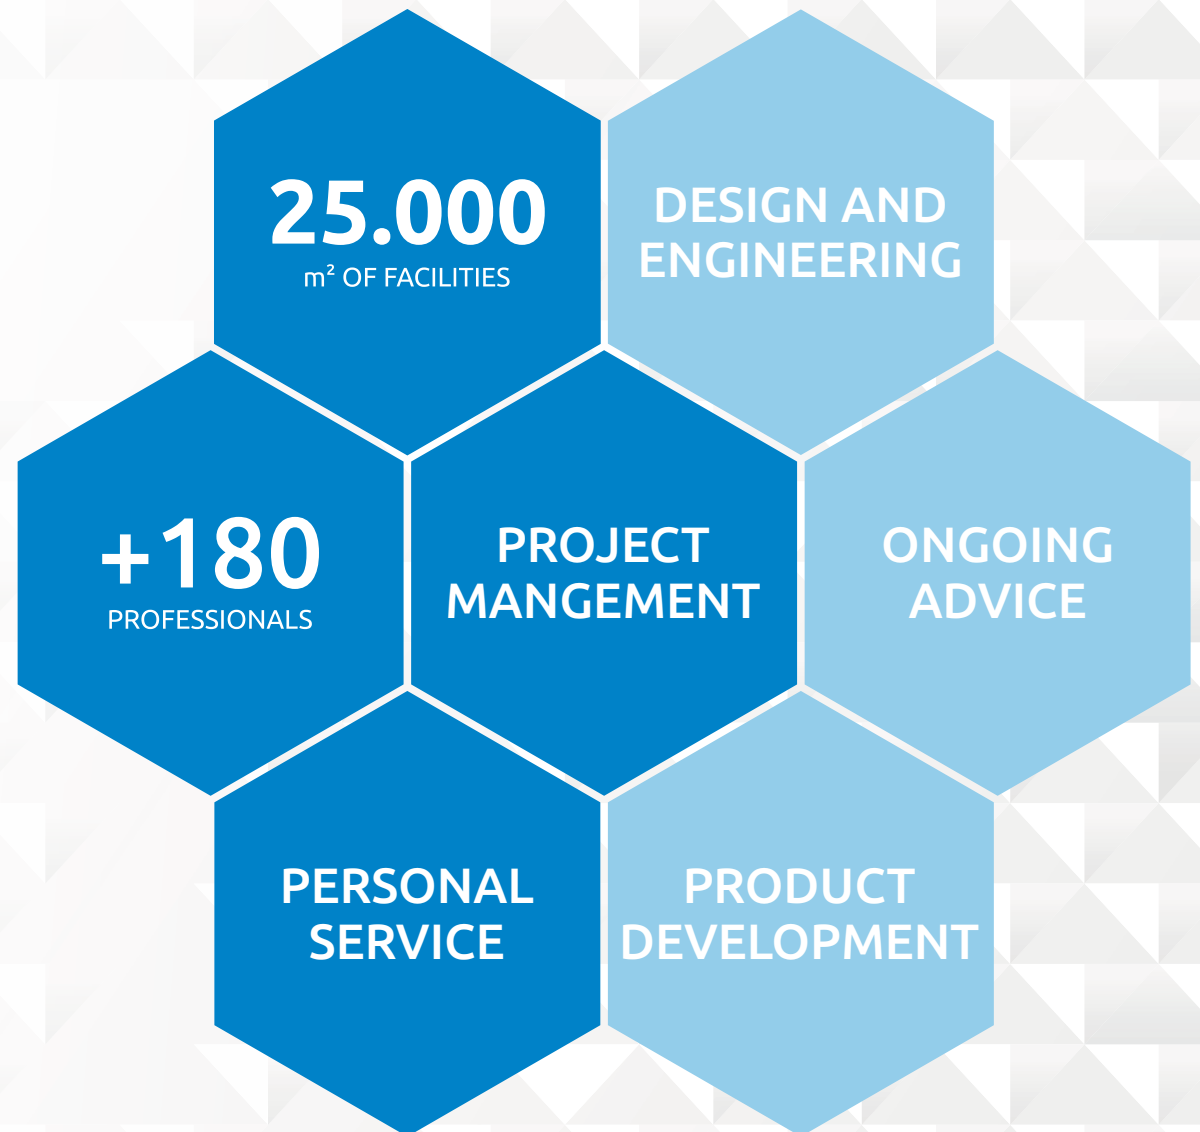 25.000
m² OF FACILITIES
DESIGN AND
ENGINEERING
+180
PROFESSIONALS
PROJECT
MANGEMENT
ONGOING
ADVICE
PERSONAL
SERVICE
PRODUCT
DEVELOPMENT